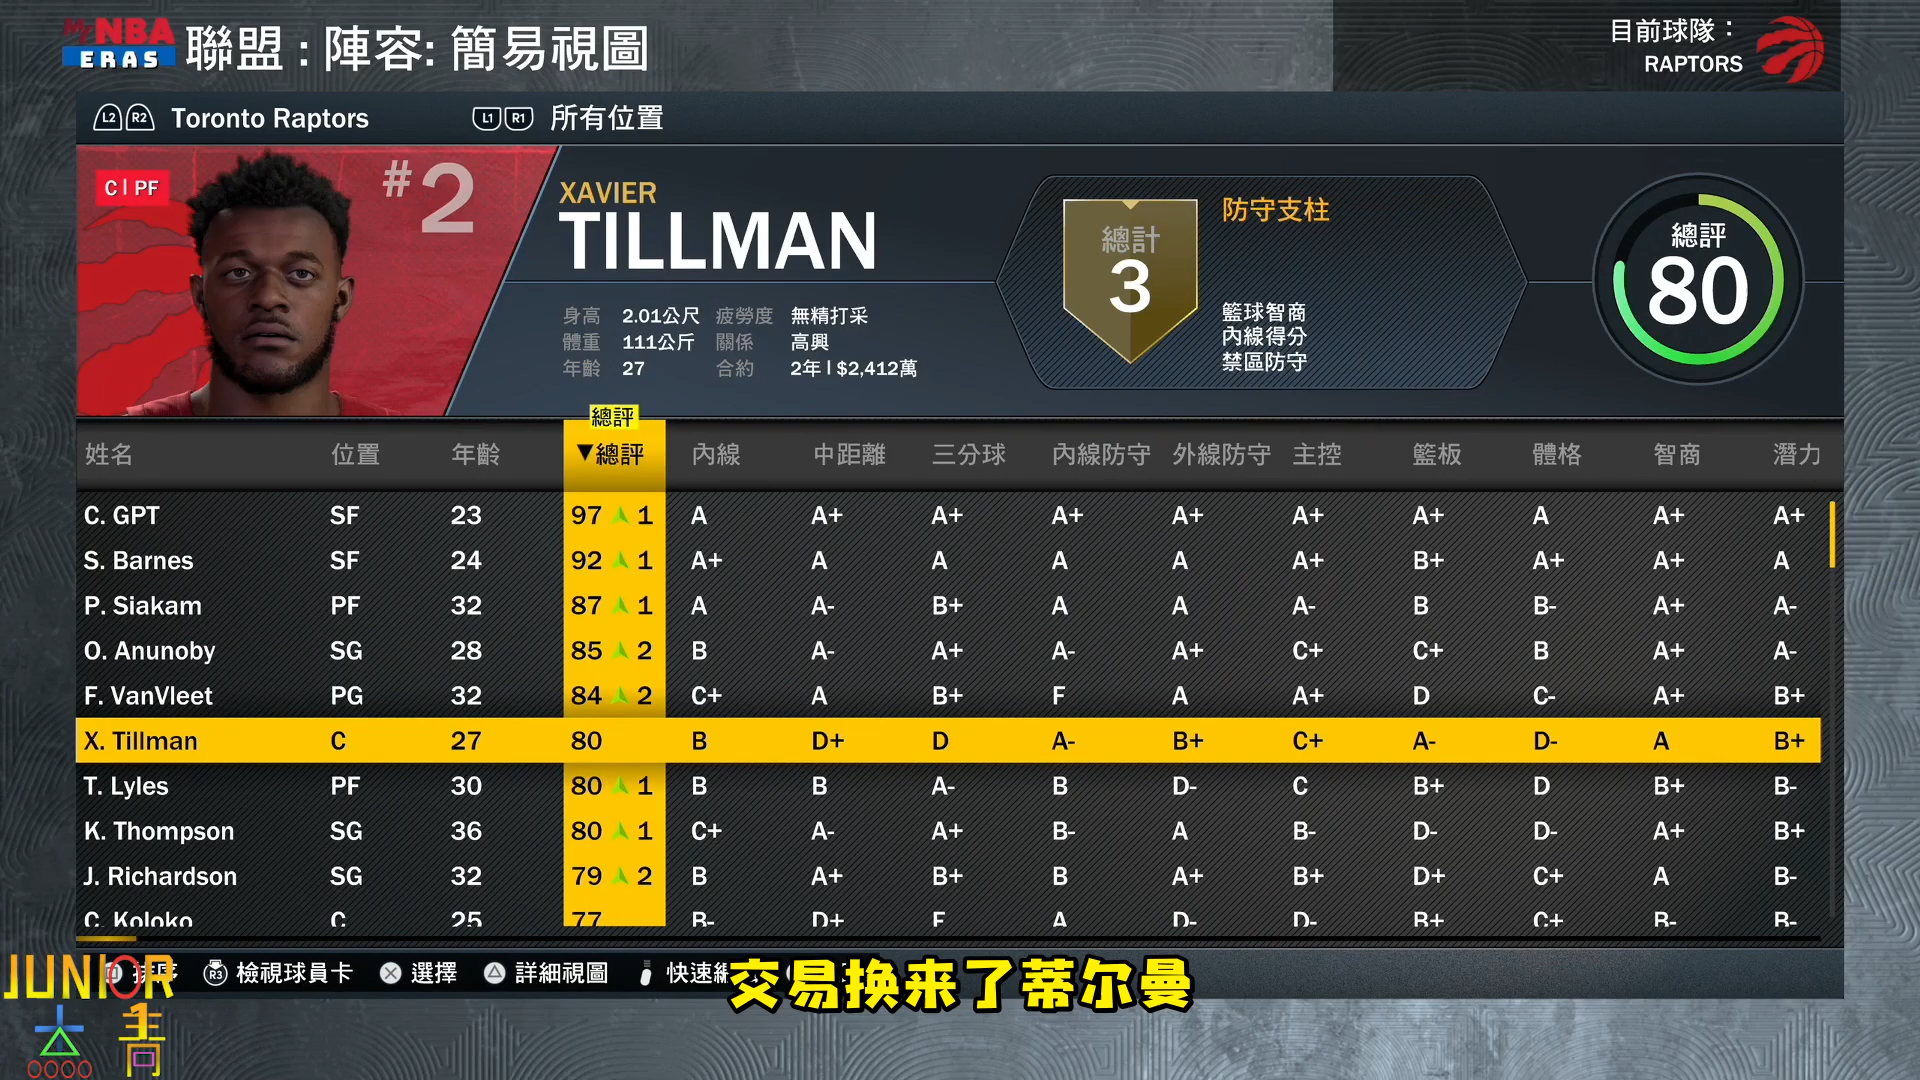 My NBA ERAS 聯盟 : 陣容: 簡易視圖
目前球隊：
RAPTORS
L2 R2 Toronto Raptors L1 R1 所有位置
C | PF
#2
XAVIER
TILLMAN
身高 2.01公尺 疲勞度 無精打采
體重 111公斤 關係 高興
年齡 27 合約 2年 | $2,412萬
總計
3
防守支柱
籃球智商
內線得分
禁區防守
總評
80
總評
姓名 位置 年齡 ▼總評 內線 中距離 三分球 內線防守 外線防守 主控 籃板 體格 智商 潛力
C. GPT SF 23 97 1 A A+ A+ A+ A+ A+ A+ A A+ A+
S. Barnes SF 24 92 1 A+ A A A A A+ B+ A+ A+ A
P. Siakam PF 32 87 1 A A- B+ A A A- B B- A+ A-
O. Anunoby SG 28 85 2 B A- A+ A- A+ C+ C+ B A+ A-
F. VanVleet PG 32 84 2 C+ A B+ F A A+ D C- A+ B+
X. Tillman C 27 80 B D+ D A- B+ C+ A- D- A B+
T. Lyles PF 30 80 1 B B A- B D- C B+ D B+ B-
K. Thompson SG 36 80 1 C+ A- A+ B- A B- D- D- A+ B+
J. Richardson SG 32 79 2 B A+ B+ B A+ B+ D+ C+ A B-
C. Koloko C 25 77 B- D+ F A D- D- B+ C+ B- B-
排序 R3 檢視球員卡 選擇 詳細視圖 快速
交易换来了蒂尔曼
JUNIOR